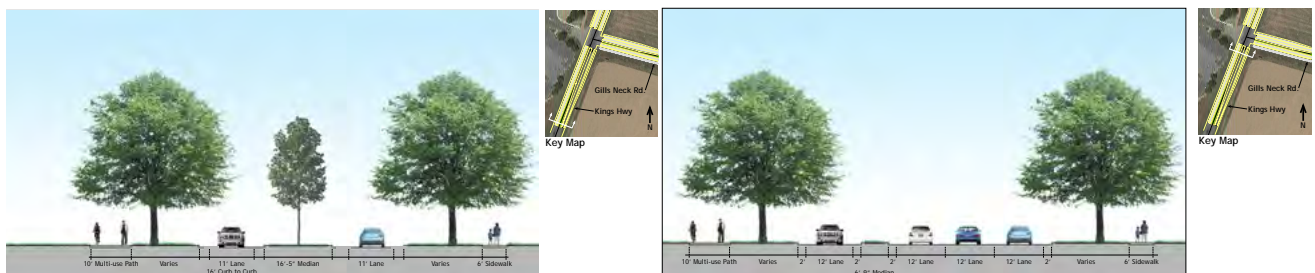 10' Multi-use Path Varies 11' Lane 16'-5" Median 11' Lane Varies 6' Sidewalk
16' Curb to Curb
Gills Neck Rd.
Kings Hwy
N
Key Map
10' Multi-use Path Varies 2' 12' Lane 2' 2' 12' Lane 12' Lane 12' Lane 2' Varies 6' Sidewalk
Gills Neck Rd.
Kings Hwy
N
Key Map